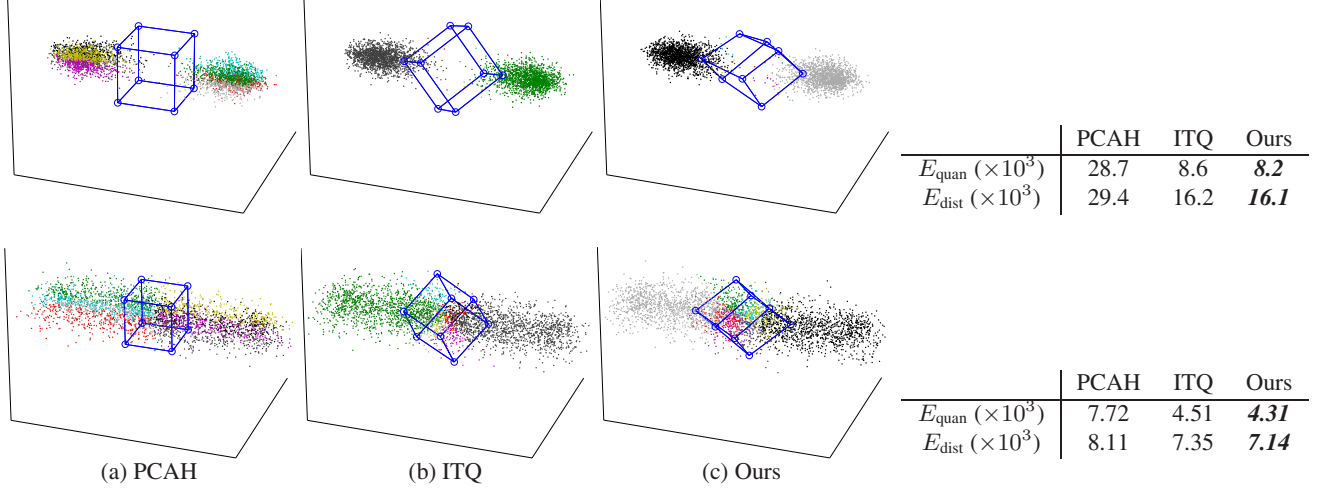 PCAH ITQ Ours
E_quan (×10^3) 28.7 8.6 8.2
E_dist (×10^3) 29.4 16.2 16.1
PCAH ITQ Ours
E_quan (×10^3) 7.72 4.51 4.31
E_dist (×10^3) 8.11 7.35 7.14
(a) PCAH (b) ITQ (c) Ours